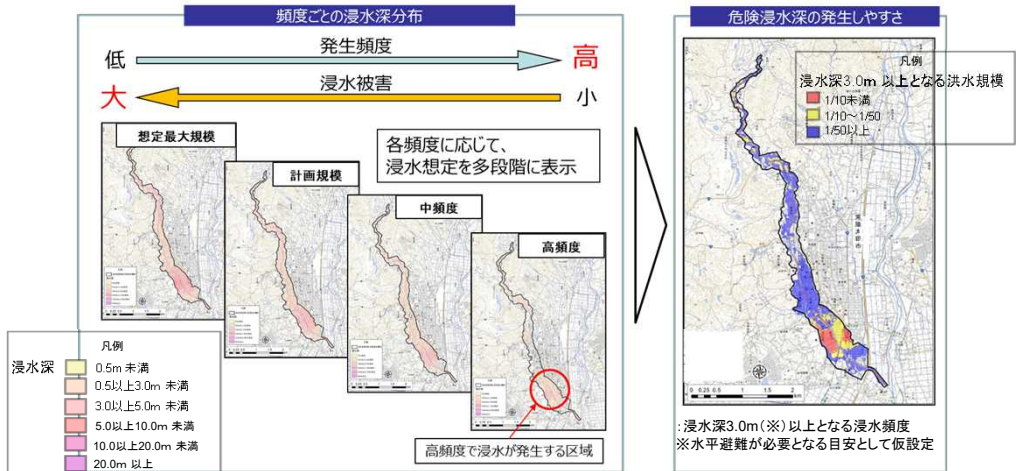 頻度ごとの浸水深分布
低
発生頻度
高
大
浸水被害
小
想定最大規模
計画規模
中頻度
高頻度
各頻度に応じて、
浸水想定を多段階に表示
高頻度で浸水が発生する区域
凡例
浸水深
0.5m 未満
0.5以上3.0m 未満
3.0以上5.0m 未満
5.0以上10.0m 未満
10.0以上20.0m 未満
20.0m 以上
危険浸水深の発生しやすさ
凡例
浸水深3.0m 以上となる洪水規模
1/10未満
1/10～1/50
1/50以上
0 0.25 0.5 1 1.5 2
:浸水深3.0m(※)以上となる浸水頻度
※水平避難が必要となる目安として仮設定